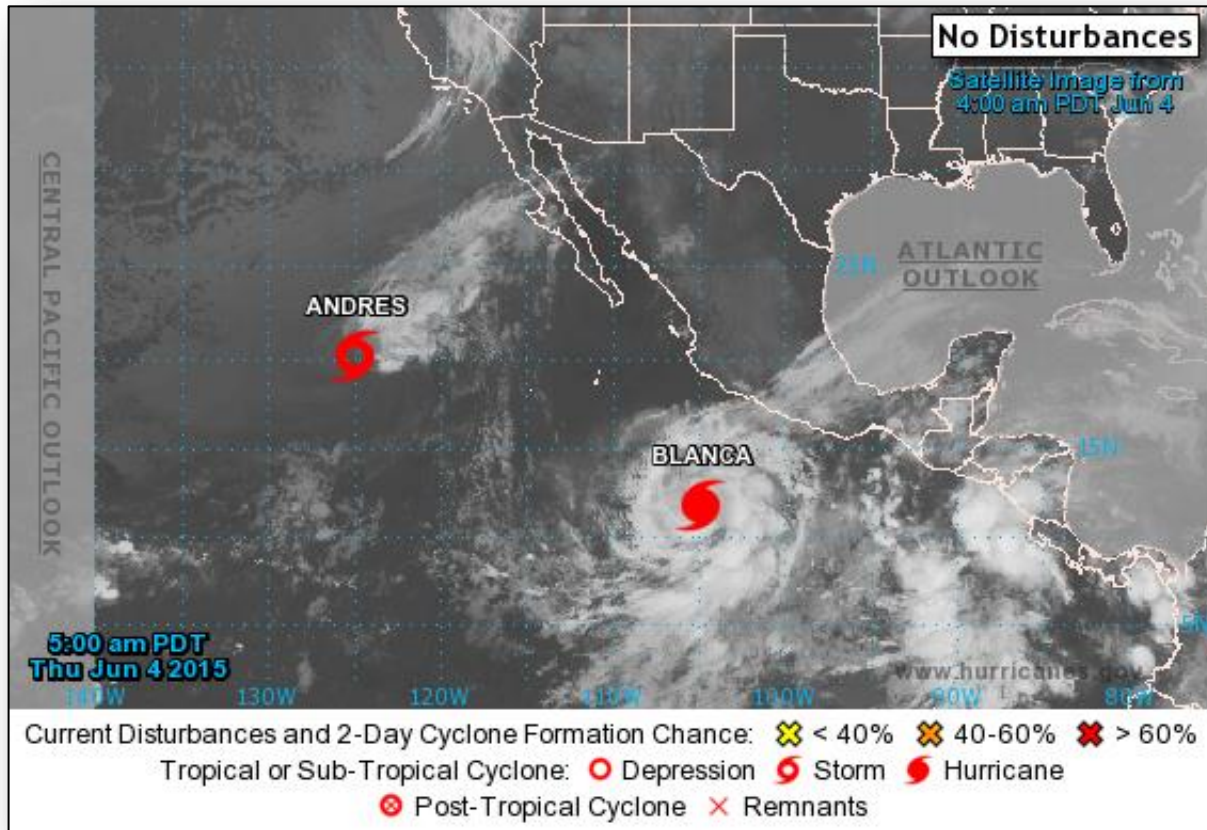 No Disturbances
Satellite Image from
4:00 am PDT Jun 4
CENTRAL PACIFIC OUTLOOK
ATLANTIC
OUTLOOK
25N
ANDRES
BLANCA
15N
5N
5:00 am PDT
Thu Jun 4 2015
www.hurricanes.gov
140W 130W 120W 110W 100W 90W 80W
Current Disturbances and 2-Day Cyclone Formation Chance: < 40% 40-60% > 60%
Tropical or Sub-Tropical Cyclone: Depression Storm Hurricane
Post-Tropical Cyclone Remnants